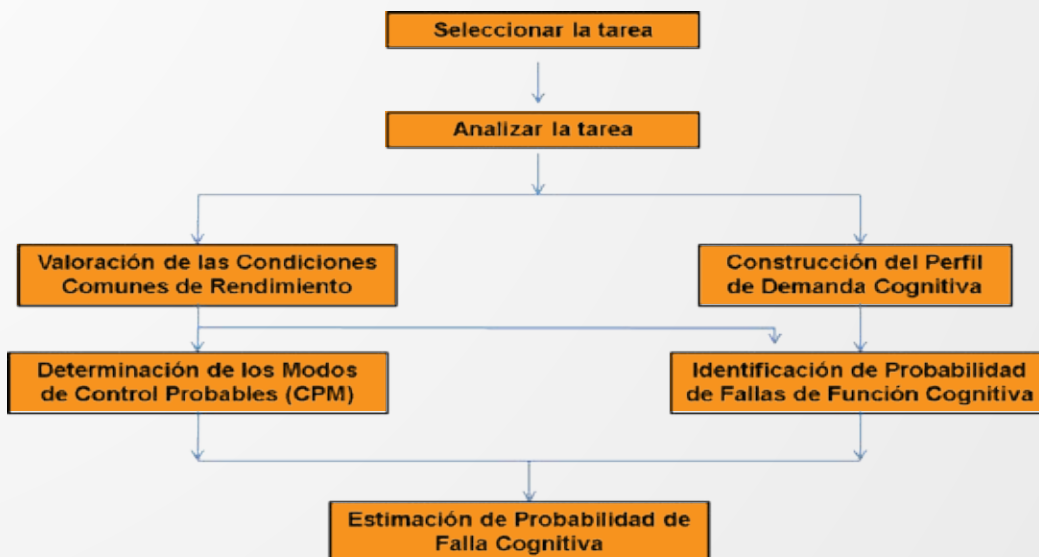 Seleccionar la tarea
Analizar la tarea
Valoración de las Condiciones
Comunes de Rendimiento
Construcción del Perfil
de Demanda Cognitiva
Determinación de los Modos
de Control Probables (CPM)
Identificación de Probabilidad
de Fallas de Función Cognitiva
Estimación de Probabilidad de
Falla Cognitiva